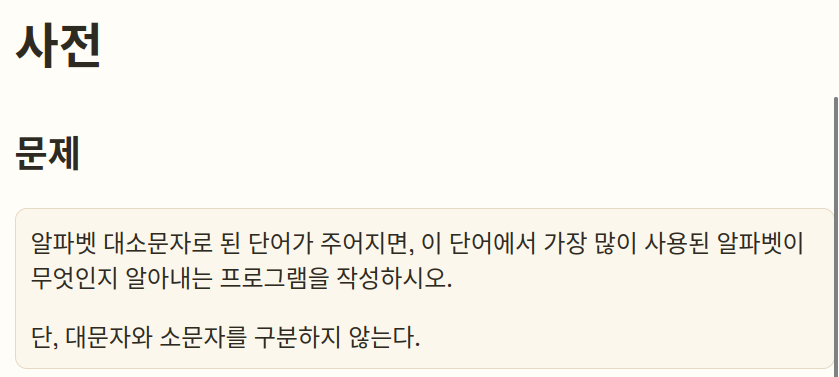 사전
문제
알파벳 대소문자로 된 단어가 주어지면, 이 단어에서 가장 많이 사용된 알파벳이
무엇인지 알아내는 프로그램을 작성하시오.
단, 대문자와 소문자를 구분하지 않는다.